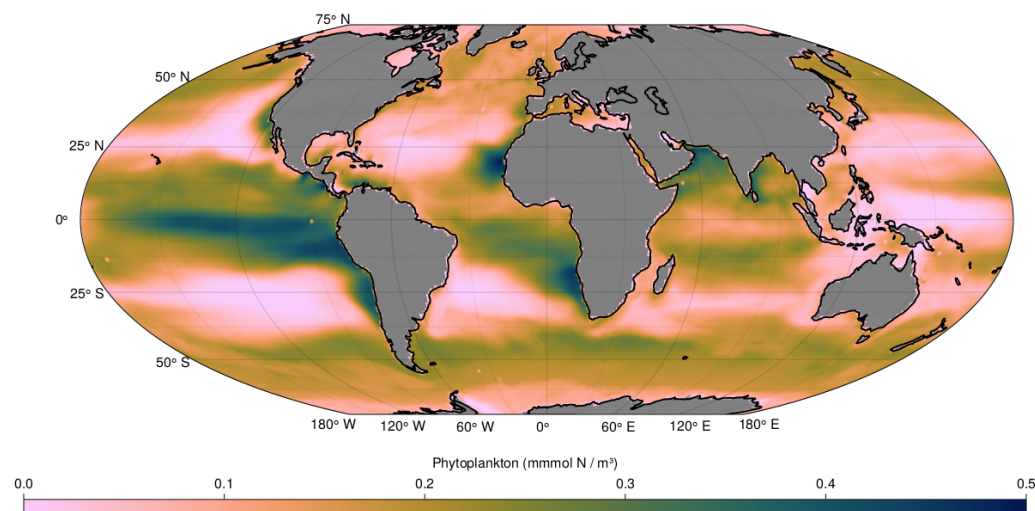 75° N
50° N
25° N
0°
25° S
50° S
180° W 120° W 60° W 0° 60° E 120° E 180° E
Phytoplankton (mmmol N / m³)
0.0 0.1 0.2 0.3 0.4 0.5